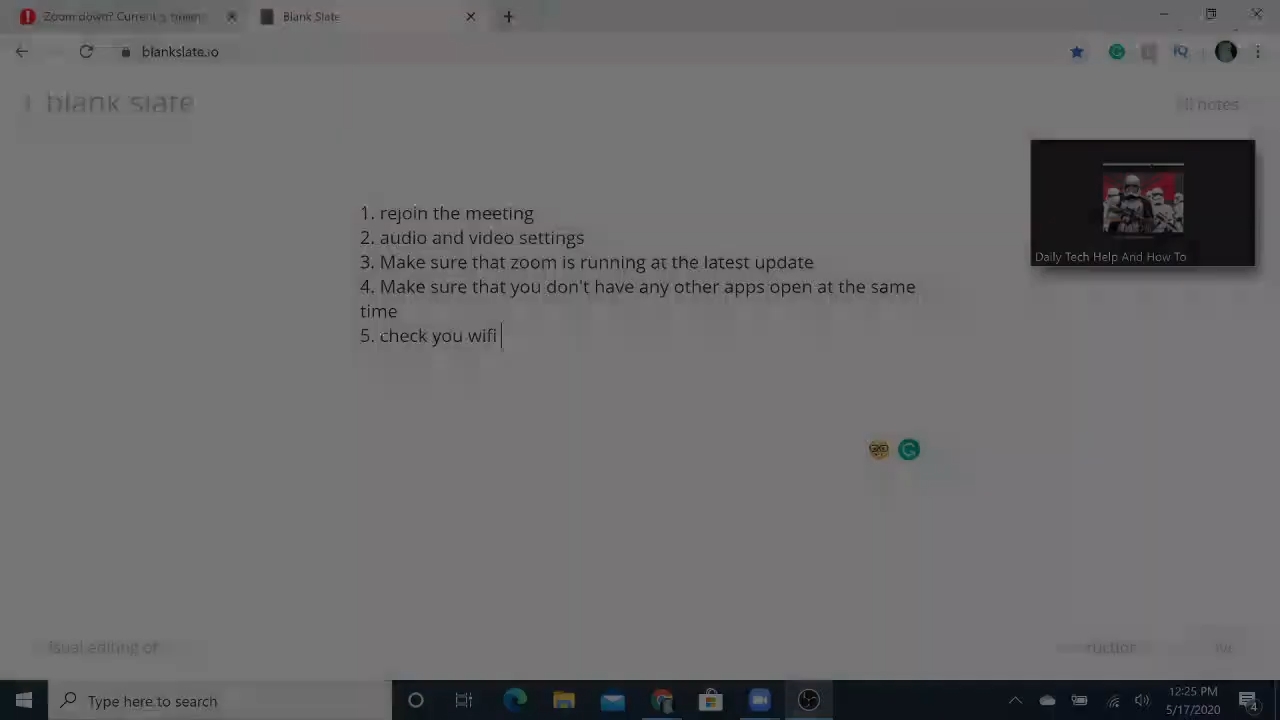 Zoom down? Current
Blank Slate
blankslate.io
blank slate
notes
1. rejoin the meeting
2. audio and video settings
3. Make sure that zoom is running at the latest update
4. Make sure that you don't have any other apps open at the same
time
5. check you wifi
Daily Tech Help And How To
editing of
Type here to search
12:25 PM
5/17/2020
4